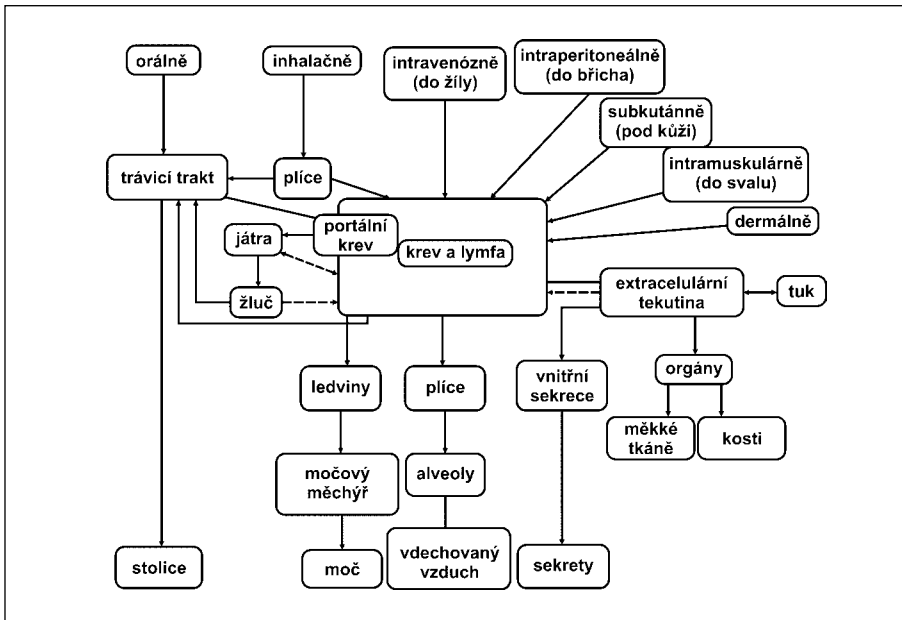 orálně
inhalačně
intravenózně
(do žíly)
intraperitoneálně
(do břicha)
subkutánně
(pod kůži)
intramuskulárně
(do svalu)
dermálně
trávicí trakt
plíce
portální
krev
krev a lymfa
játra
žluč
extracelulární
tekutina
tuk
ledviny
plíce
vnitřní
sekrece
orgány
měkké
tkáně
kosti
močový
měchýř
alveoly
stolice
moč
vdechovaný
vzduch
sekrety